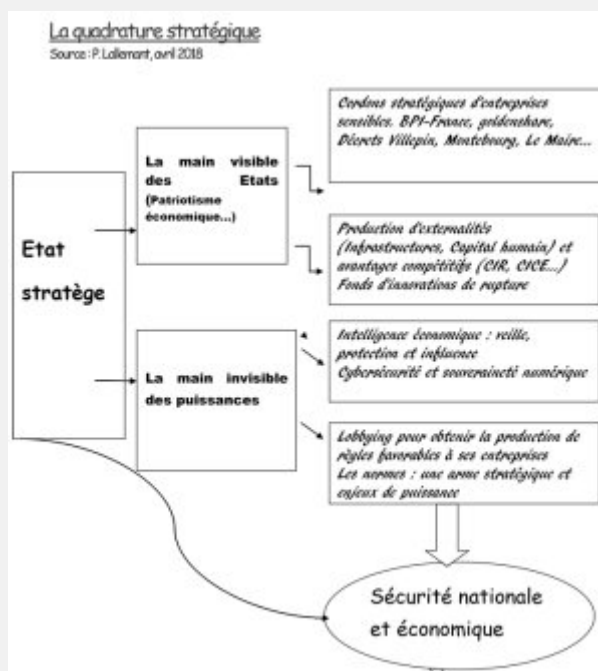 La quadrature stratégique
Source : P.Lallemant, avril 2018
Cordons stratégiques d'entreprises
sensibles. BPI-France, goldenshare,
Décrets Villepin, Montebourg, Le Maire...
La main visible
des Etats
(Patriotisme
économique...)
Etat
stratège
Production d'externalités
(Infrastructures, Capital humain) et
avantages compétitifs (CIR, CICE...)
Fonds d'innovations de rupture
Intelligence économique : veille,
protection et influence
Cybersécurité et souveraineté numérique
La main invisible
des puissances
Lobbying pour obtenir la production de
règles favorables à ses entreprises
Les normes : une arme stratégique et
enjeux de puissance
Sécurité nationale
et économique